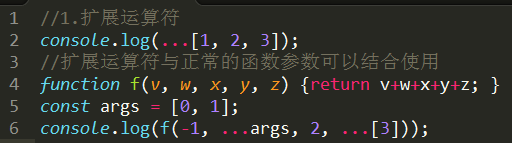 1 //1.扩展运算符
2 console.log(...[1, 2, 3]);
3 //扩展运算符与正常的函数参数可以结合使用
4 function f(v, w, x, y, z) {return v+w+x+y+z; }
5 const args = [0, 1];
6 console.log(f(-1, ...args, 2, ...[3]));